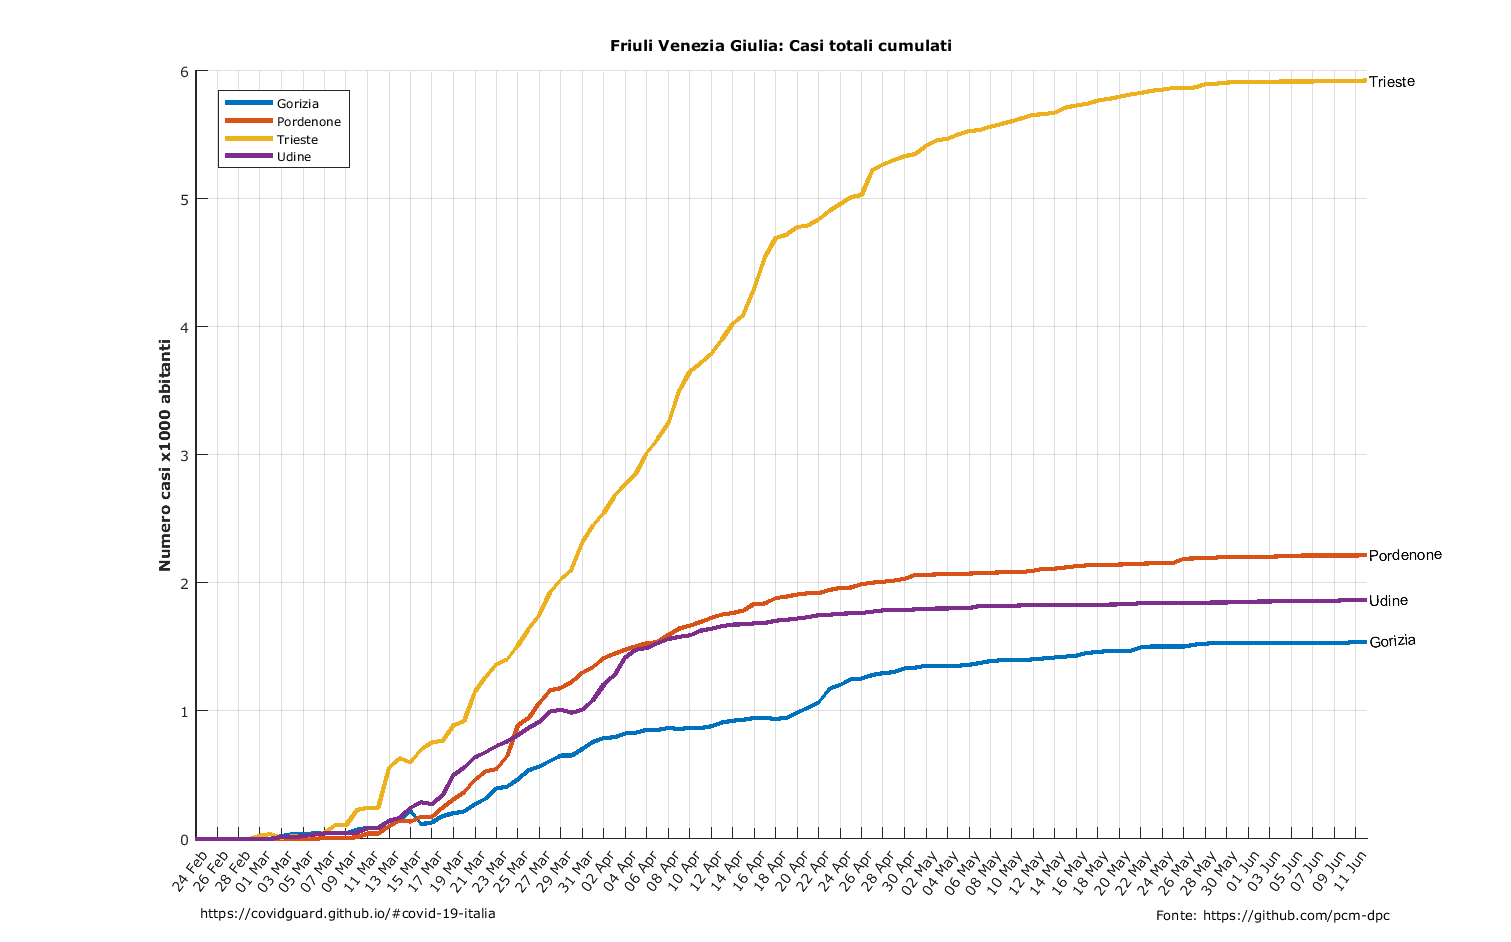 Friuli Venezia Giulia: Casi totali cumulati
Gorizia
Pordenone
Trieste
Udine
Numero casi x1000 abitanti
6
5
4
3
2
1
0
Trieste
Pordenone
Udine
Gorizia
24 Feb
26 Feb
28 Feb
01 Mar
03 Mar
05 Mar
07 Mar
09 Mar
11 Mar
13 Mar
15 Mar
17 Mar
19 Mar
21 Mar
23 Mar
25 Mar
27 Mar
29 Mar
31 Mar
02 Apr
04 Apr
06 Apr
08 Apr
10 Apr
12 Apr
14 Apr
16 Apr
18 Apr
20 Apr
22 Apr
24 Apr
26 Apr
28 Apr
30 Apr
02 May
04 May
06 May
08 May
10 May
12 May
14 May
16 May
18 May
20 May
22 May
24 May
26 May
28 May
30 May
01 Jun
03 Jun
05 Jun
07 Jun
09 Jun
11 Jun
https://covidguard.github.io/#covid-19-italia
Fonte: https://github.com/pcm-dpc